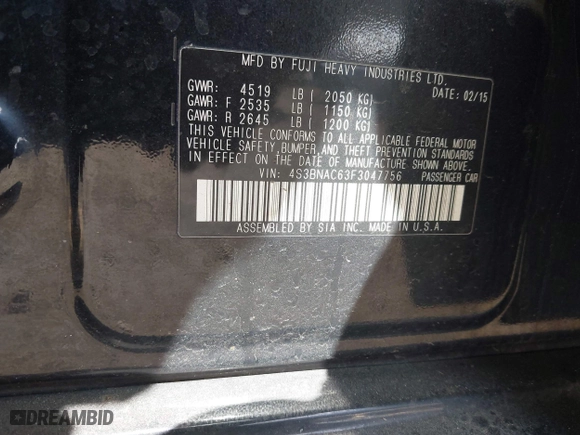 MFD BY FUJI HEAVY INDUSTRIES LTD.
GVWR: 4519 LB ( 2050 KG) DATE: 02/15
GAWR: F 2535 LB ( 1150 KG)
GAWR: R 2645 LB ( 1200 KG)
THIS VEHICLE CONFORMS TO ALL APPLICABLE FEDERAL MOTOR
VEHICLE SAFETY, BUMPER, AND THEFT PREVENTION STANDARDS
IN EFFECT ON THE DATE OF MANUFACTURE SHOWN ABOVE.
VIN: 4S3BNAC63F3047756 PASSENGER CAR
ASSEMBLED BY SIA INC. MADE IN U.S.A.
DREAMBID